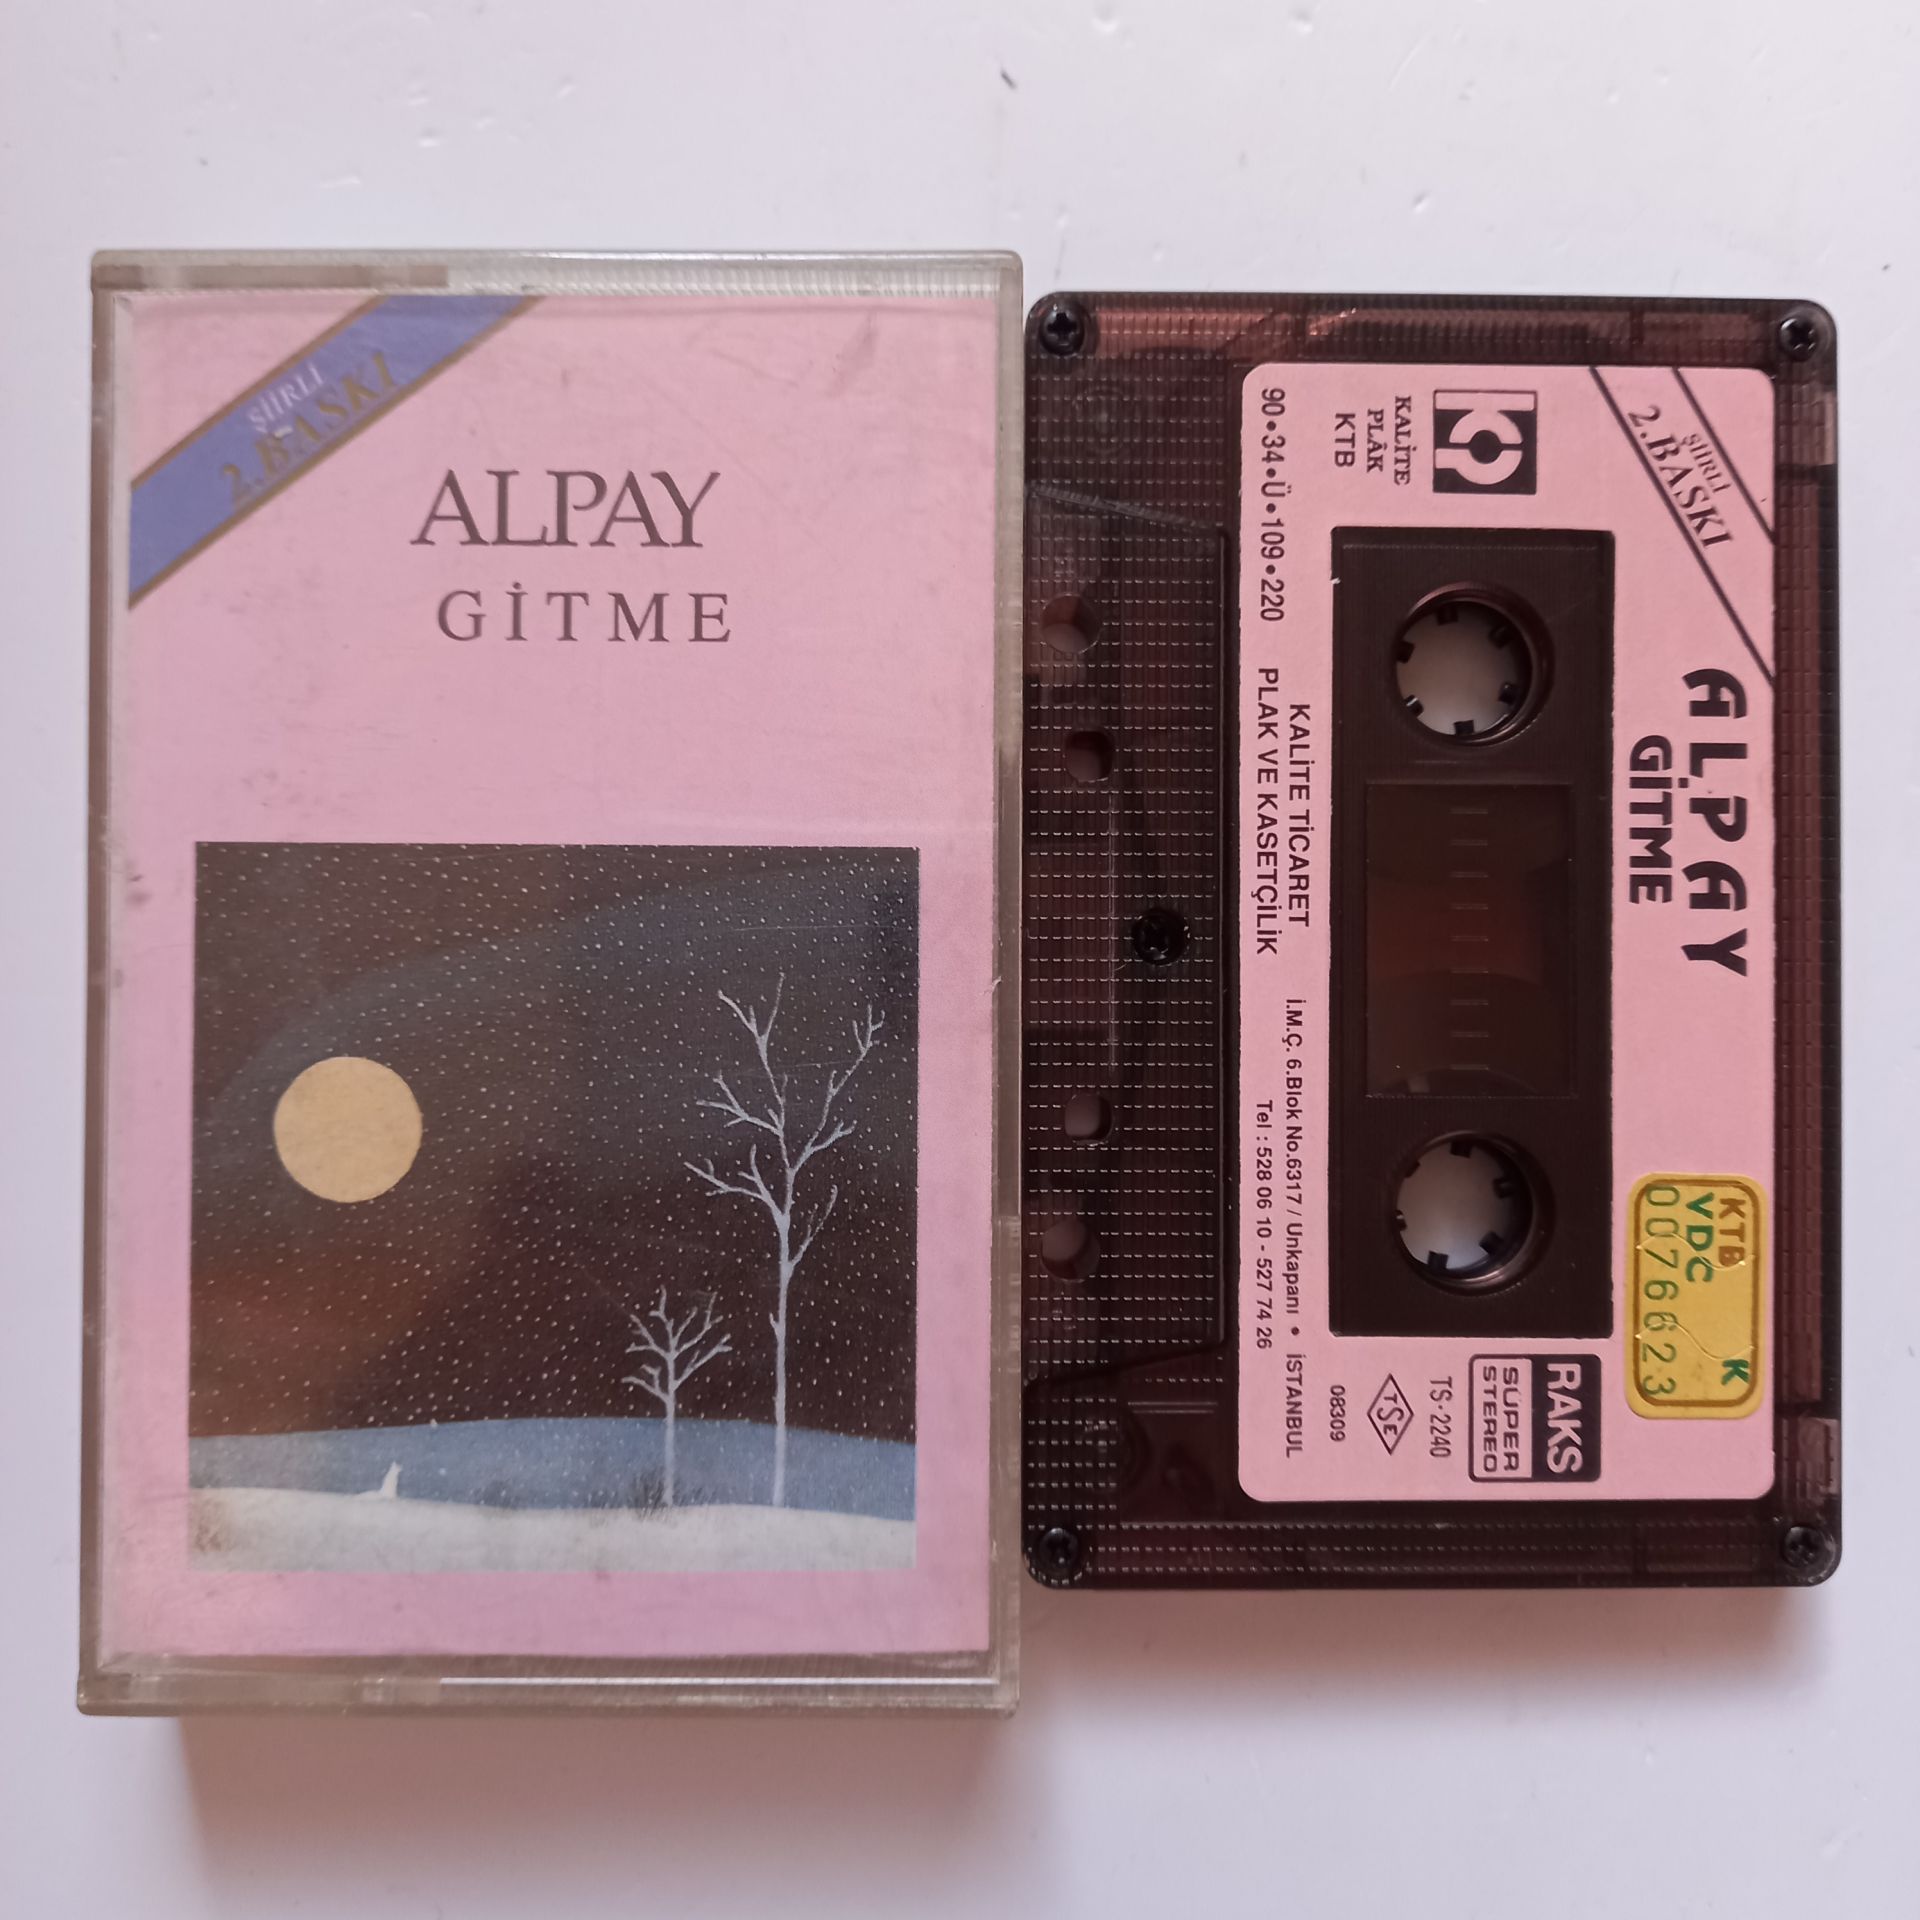 ŞİİRLİ
2.BASKI
ALPAY
GİTME
ŞİİRLİ
2.BASKI
ALPAY
GİTME
KALİTE
PLÂK
KTB
90•34•Ü•109•220
KALİTE TİCARET
PLAK VE KASETÇİLİK
İ.M.Ç. 6.Blok No.6317 / Unkapanı • İSTANBUL
Tel : 528 06 10 - 527 74 26
KTB
VDC
K
0076623
RAKS
SÜPER
STEREO
TS-2240
TSE
08309